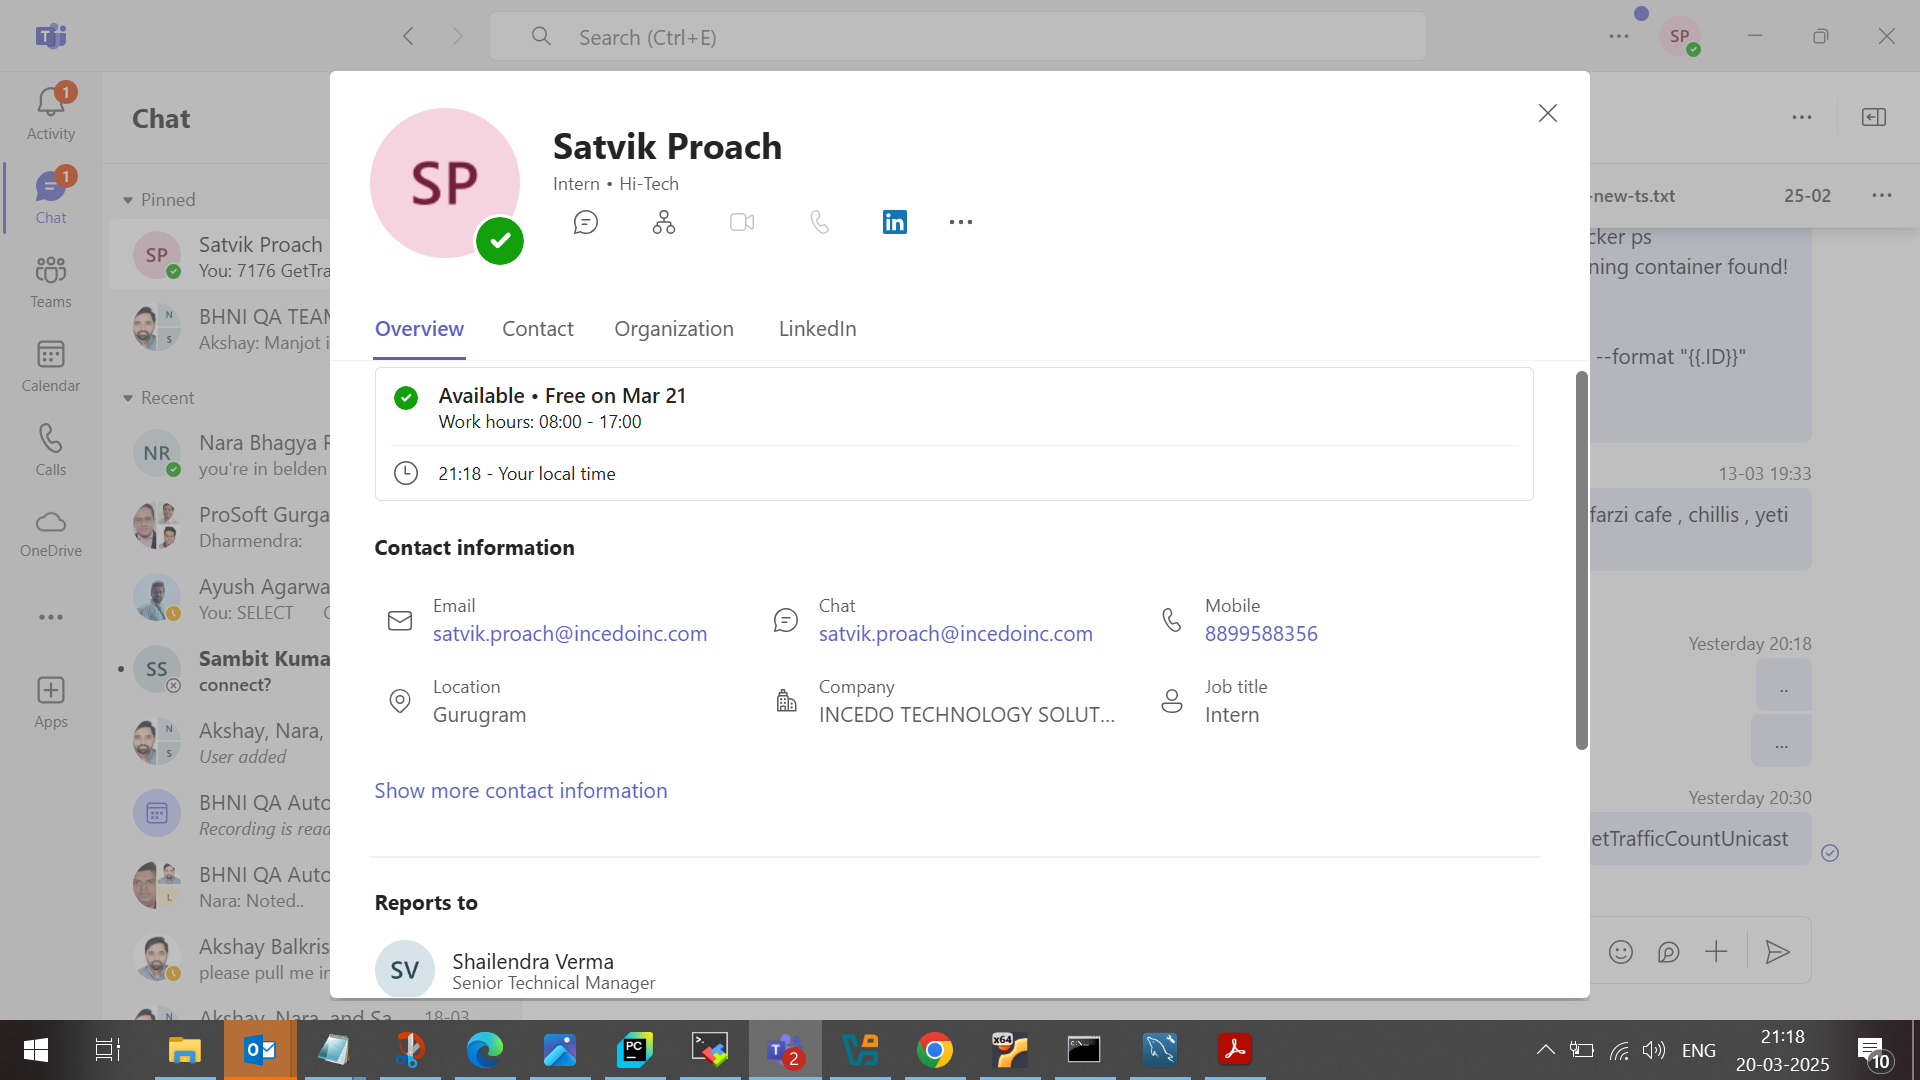 Search (Ctrl+E)
SP
1
Activity
1
Chat
Teams
Calendar
Calls
OneDrive
Apps
Chat
Pinned
SP
Satvik Proach
You: 7176 GetTra
N
S
BHNI QA TEAM
Akshay: Manjot i
Recent
NR
Nara Bhagya R
you're in belden
ProSoft Gurga
Dharmendra:
Ayush Agarwa
You: SELECT
SS
Sambit Kuma
connect?
N
S
Akshay, Nara,
User added
BHNI QA Auto
Recording is read
L
BHNI QA Auto
Nara: Noted..
Akshay Balkris
please pull me in
Akshay, Nara, and Sa
18-03
SP
Satvik Proach
Intern • Hi-Tech
in
Overview
Contact
Organization
LinkedIn
Available • Free on Mar 21
Work hours: 08:00 - 17:00
21:18 - Your local time
Contact information
Email
satvik.proach@incedoinc.com
Chat
satvik.proach@incedoinc.com
Mobile
8899588356
Location
Gurugram
Company
INCEDO TECHNOLOGY SOLUT...
Job title
Intern
Show more contact information
Reports to
SV
Shailendra Verma
Senior Technical Manager
-new-ts.txt
25-02
cker ps
ning container found!
--format "{{.ID}}"
13-03 19:33
farzi cafe , chillis , yeti
Yesterday 20:18
..
...
Yesterday 20:30
etTrafficCountUnicast
PC
2
x64
ENG
21:18
20-03-2025
10